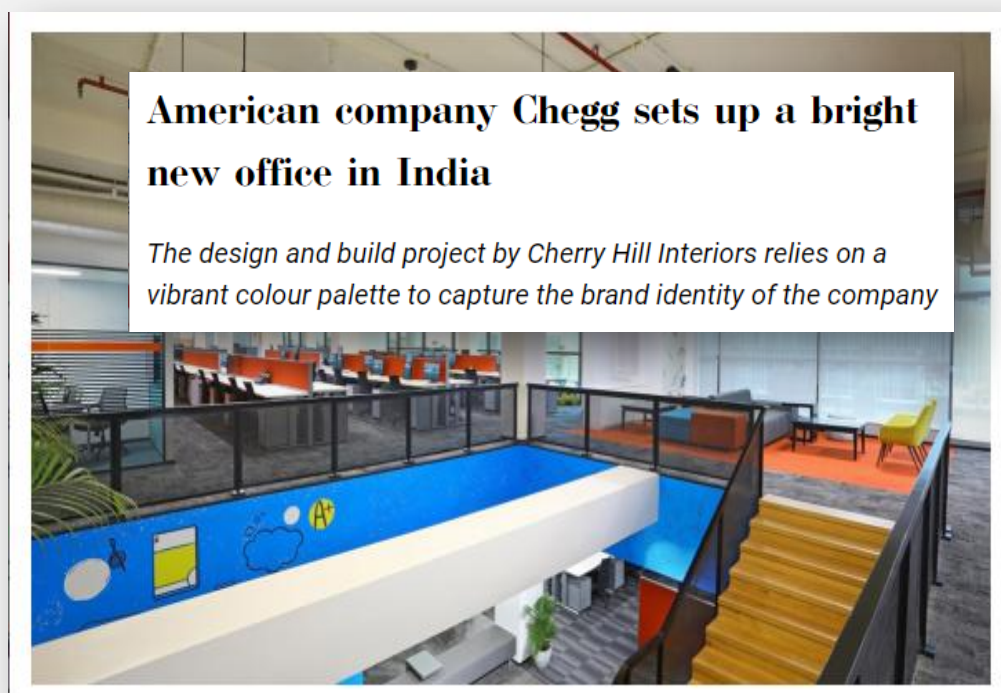 American company Chegg sets up a bright
new office in India
The design and build project by Cherry Hill Interiors relies on a
vibrant colour palette to capture the brand identity of the company
A+